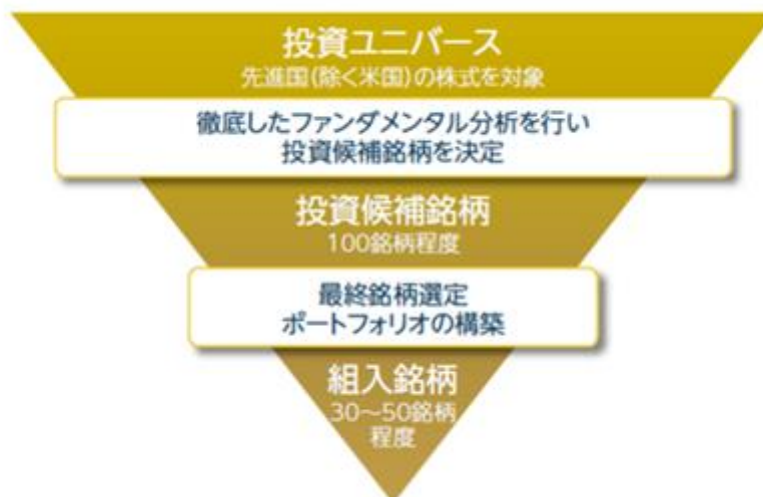 投資ユニバース
先進国(除く米国)の株式を対象
徹底したファンダメンタル分析を行い
投資候補銘柄を決定
投資候補銘柄
100銘柄程度
最終銘柄選定
ポートフォリオの構築
組入銘柄
30～50銘柄
程度